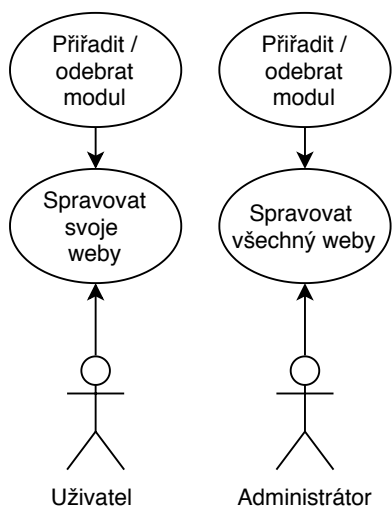 Přiřadit /
odebrat
modul
Přiřadit /
odebrat
modul
Spravovat
svoje
weby
Spravovat
všechný weby
Uživatel
Administrátor